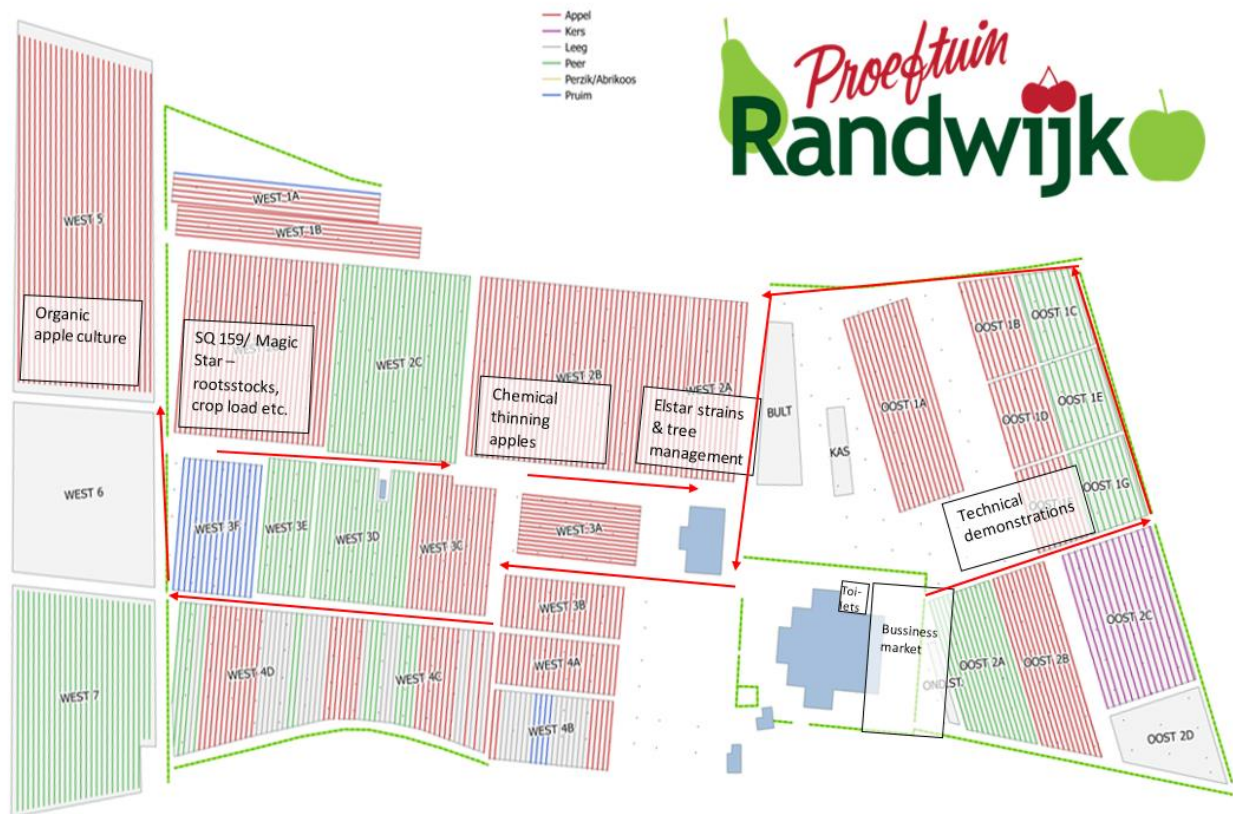 Appel
Kers
Leeg
Peer
Perzik/Abrikoos
Pruim
Proeftuin
Randwijk
WEST 5
WEST 1A
WEST 1B
Organic
apple culture
SQ 159/ Magic
Star –
rootsstocks,
crop load etc.
WEST 2C
WEST 2B
WEST 2A
Chemical
thinning
apples
Elstar strains
& tree
management
BULT
KAS
OOST 1A
OOST 1B
OOST 1C
OOST 1D
OOST 1E
OOST 1G
Technical
demonstrations
WEST 6
WEST 3F
WEST 3E
WEST 3D
WEST 3C
WEST 3A
WEST 3B
WEST 4A
WEST 4B
WEST 4C
WEST 4D
WEST 7
Toi-
lets
Bussiness
market
OOST 2A
OOST 2B
OOST 2C
OOST 2D